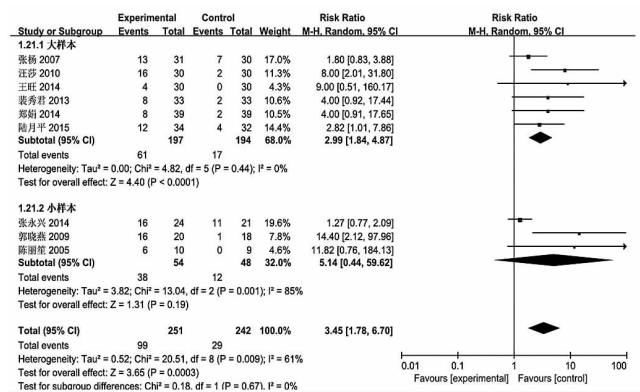 Experimental Control Risk Ratio Risk Ratio
Study or Subgroup Events Total Events Total Weight M-H. Random, 95% CI M-H. Random, 95% CI
1.21.1 大样本
张杨 2007 13 31 7 30 17.0% 1.80 [0.83, 3.88]
汪莎 2010 16 30 2 30 11.3% 8.00 [2.01, 31.80]
王旺 2014 4 30 0 30 4.3% 9.00 [0.51, 160.17]
裴秀君 2013 8 33 2 33 10.5% 4.00 [0.92, 17.44]
郑娟 2014 8 39 2 39 10.5% 4.00 [0.91, 17.65]
陆月平 2015 12 34 4 32 14.4% 2.82 [1.01, 7.86]
Subtotal (95% CI) 197 194 68.0% 2.99 [1.84, 4.87]
Total events 61 17
Heterogeneity: Tau² = 0.00; Chi² = 4.82, df = 5 (P = 0.44); I² = 0%
Test for overall effect: Z = 4.40 (P < 0.0001)
1.21.2 小样本
张永兴 2014 16 24 11 21 19.6% 1.27 [0.77, 2.09]
郭晓燕 2009 16 20 1 18 7.8% 14.40 [2.12, 97.96]
陈丽笙 2005 6 10 0 9 4.6% 11.82 [0.76, 184.13]
Subtotal (95% CI) 54 48 32.0% 5.14 [0.44, 59.62]
Total events 38 12
Heterogeneity: Tau² = 3.82; Chi² = 13.04, df = 2 (P = 0.001); I² = 85%
Test for overall effect: Z = 1.31 (P = 0.19)
Total (95% CI) 251 242 100.0% 3.45 [1.78, 6.70]
Total events 99 29
Heterogeneity: Tau² = 0.52; Chi² = 20.51, df = 8 (P = 0.009); I² = 61%
Test for overall effect: Z = 3.65 (P = 0.0003)
Test for subgroup differences: Chi² = 0.18, df = 1 (P = 0.67), I² = 0%
0.01 0.1 1 10 100
Favours [experimental] Favours [control]